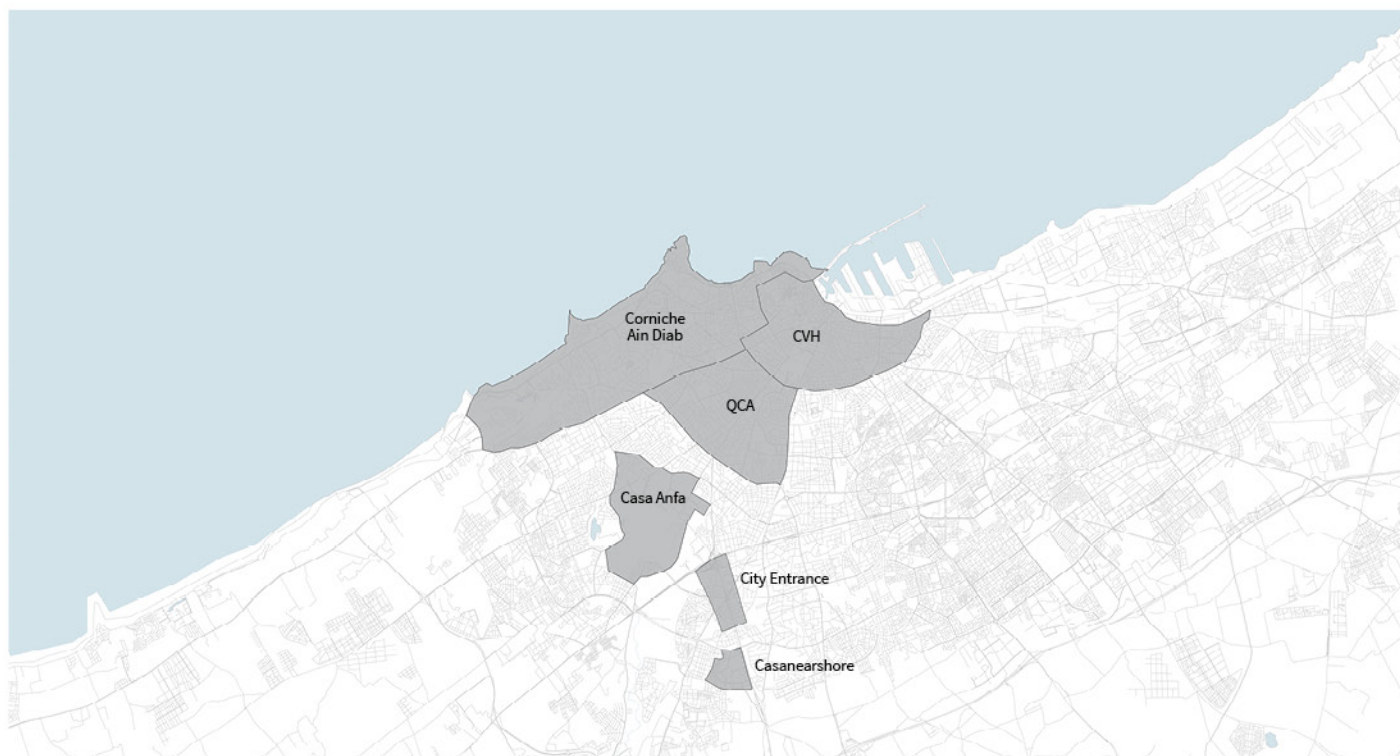 Corniche
Ain Diab
CVH
QCA
Casa Anfa
City Entrance
Casanearshore